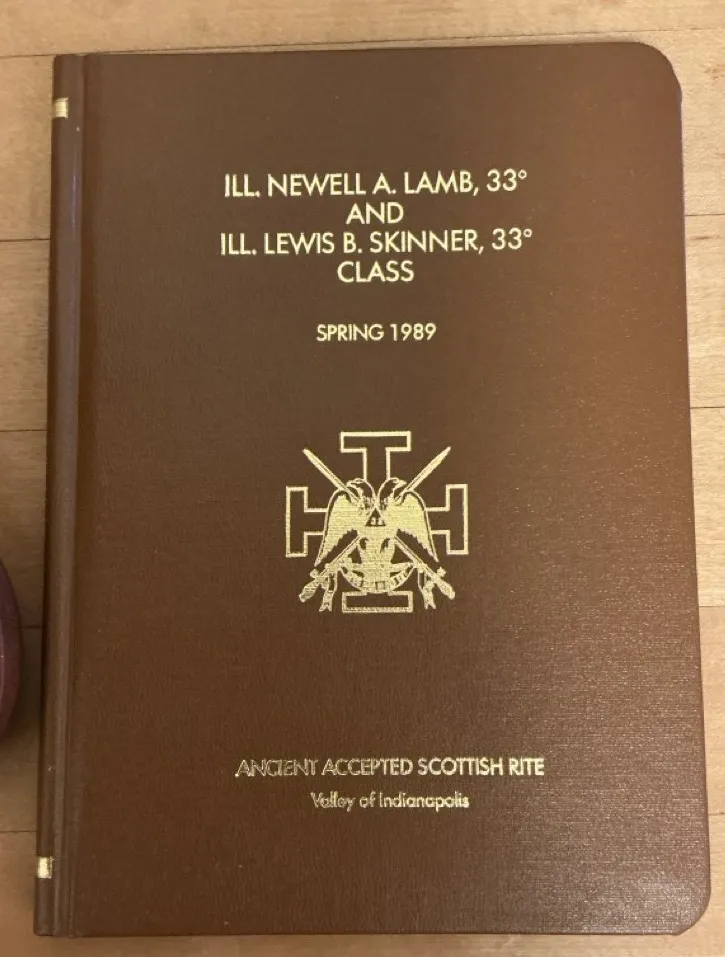 ILL. NEWELL A. LAMB, 33°
AND
ILL. LEWIS B. SKINNER, 33°
CLASS
SPRING 1989
ANCIENT ACCEPTED SCOTTISH RITE
Valley of Indianapolis